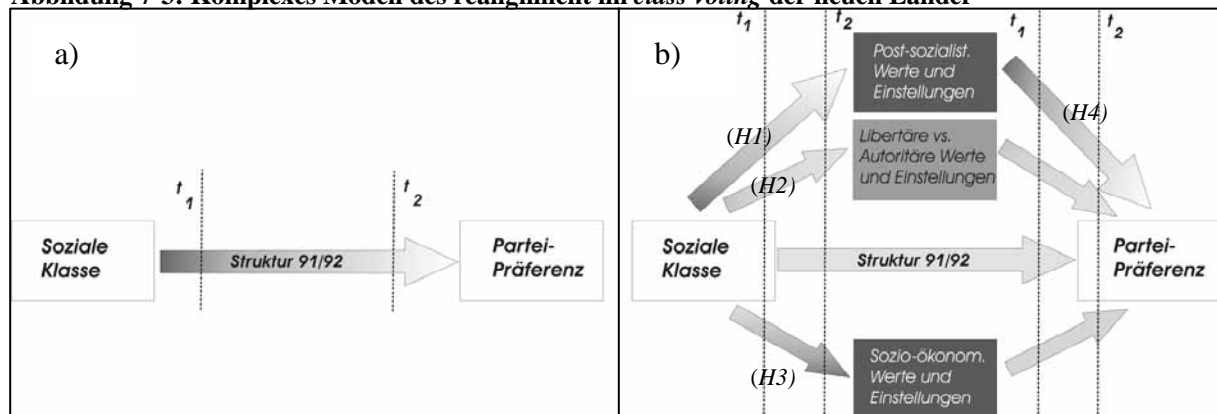 Abbildung Komplexes Modell des realignment im class voting der neuen Länder
a)
t1
t2
Soziale
Klasse
Struktur 91/92
Partei-
Präferenz
b)
t1
t2
t1
t2
Post-sozialist.
Werte und
Einstellungen
(H1)
(H4)
Libertäre vs.
Autoritäre Werte
und Einstellungen
(H2)
Soziale
Klasse
Struktur 91/92
Partei-
Präferenz
(H3)
Sozio-ökonom.
Werte und
Einstellungen